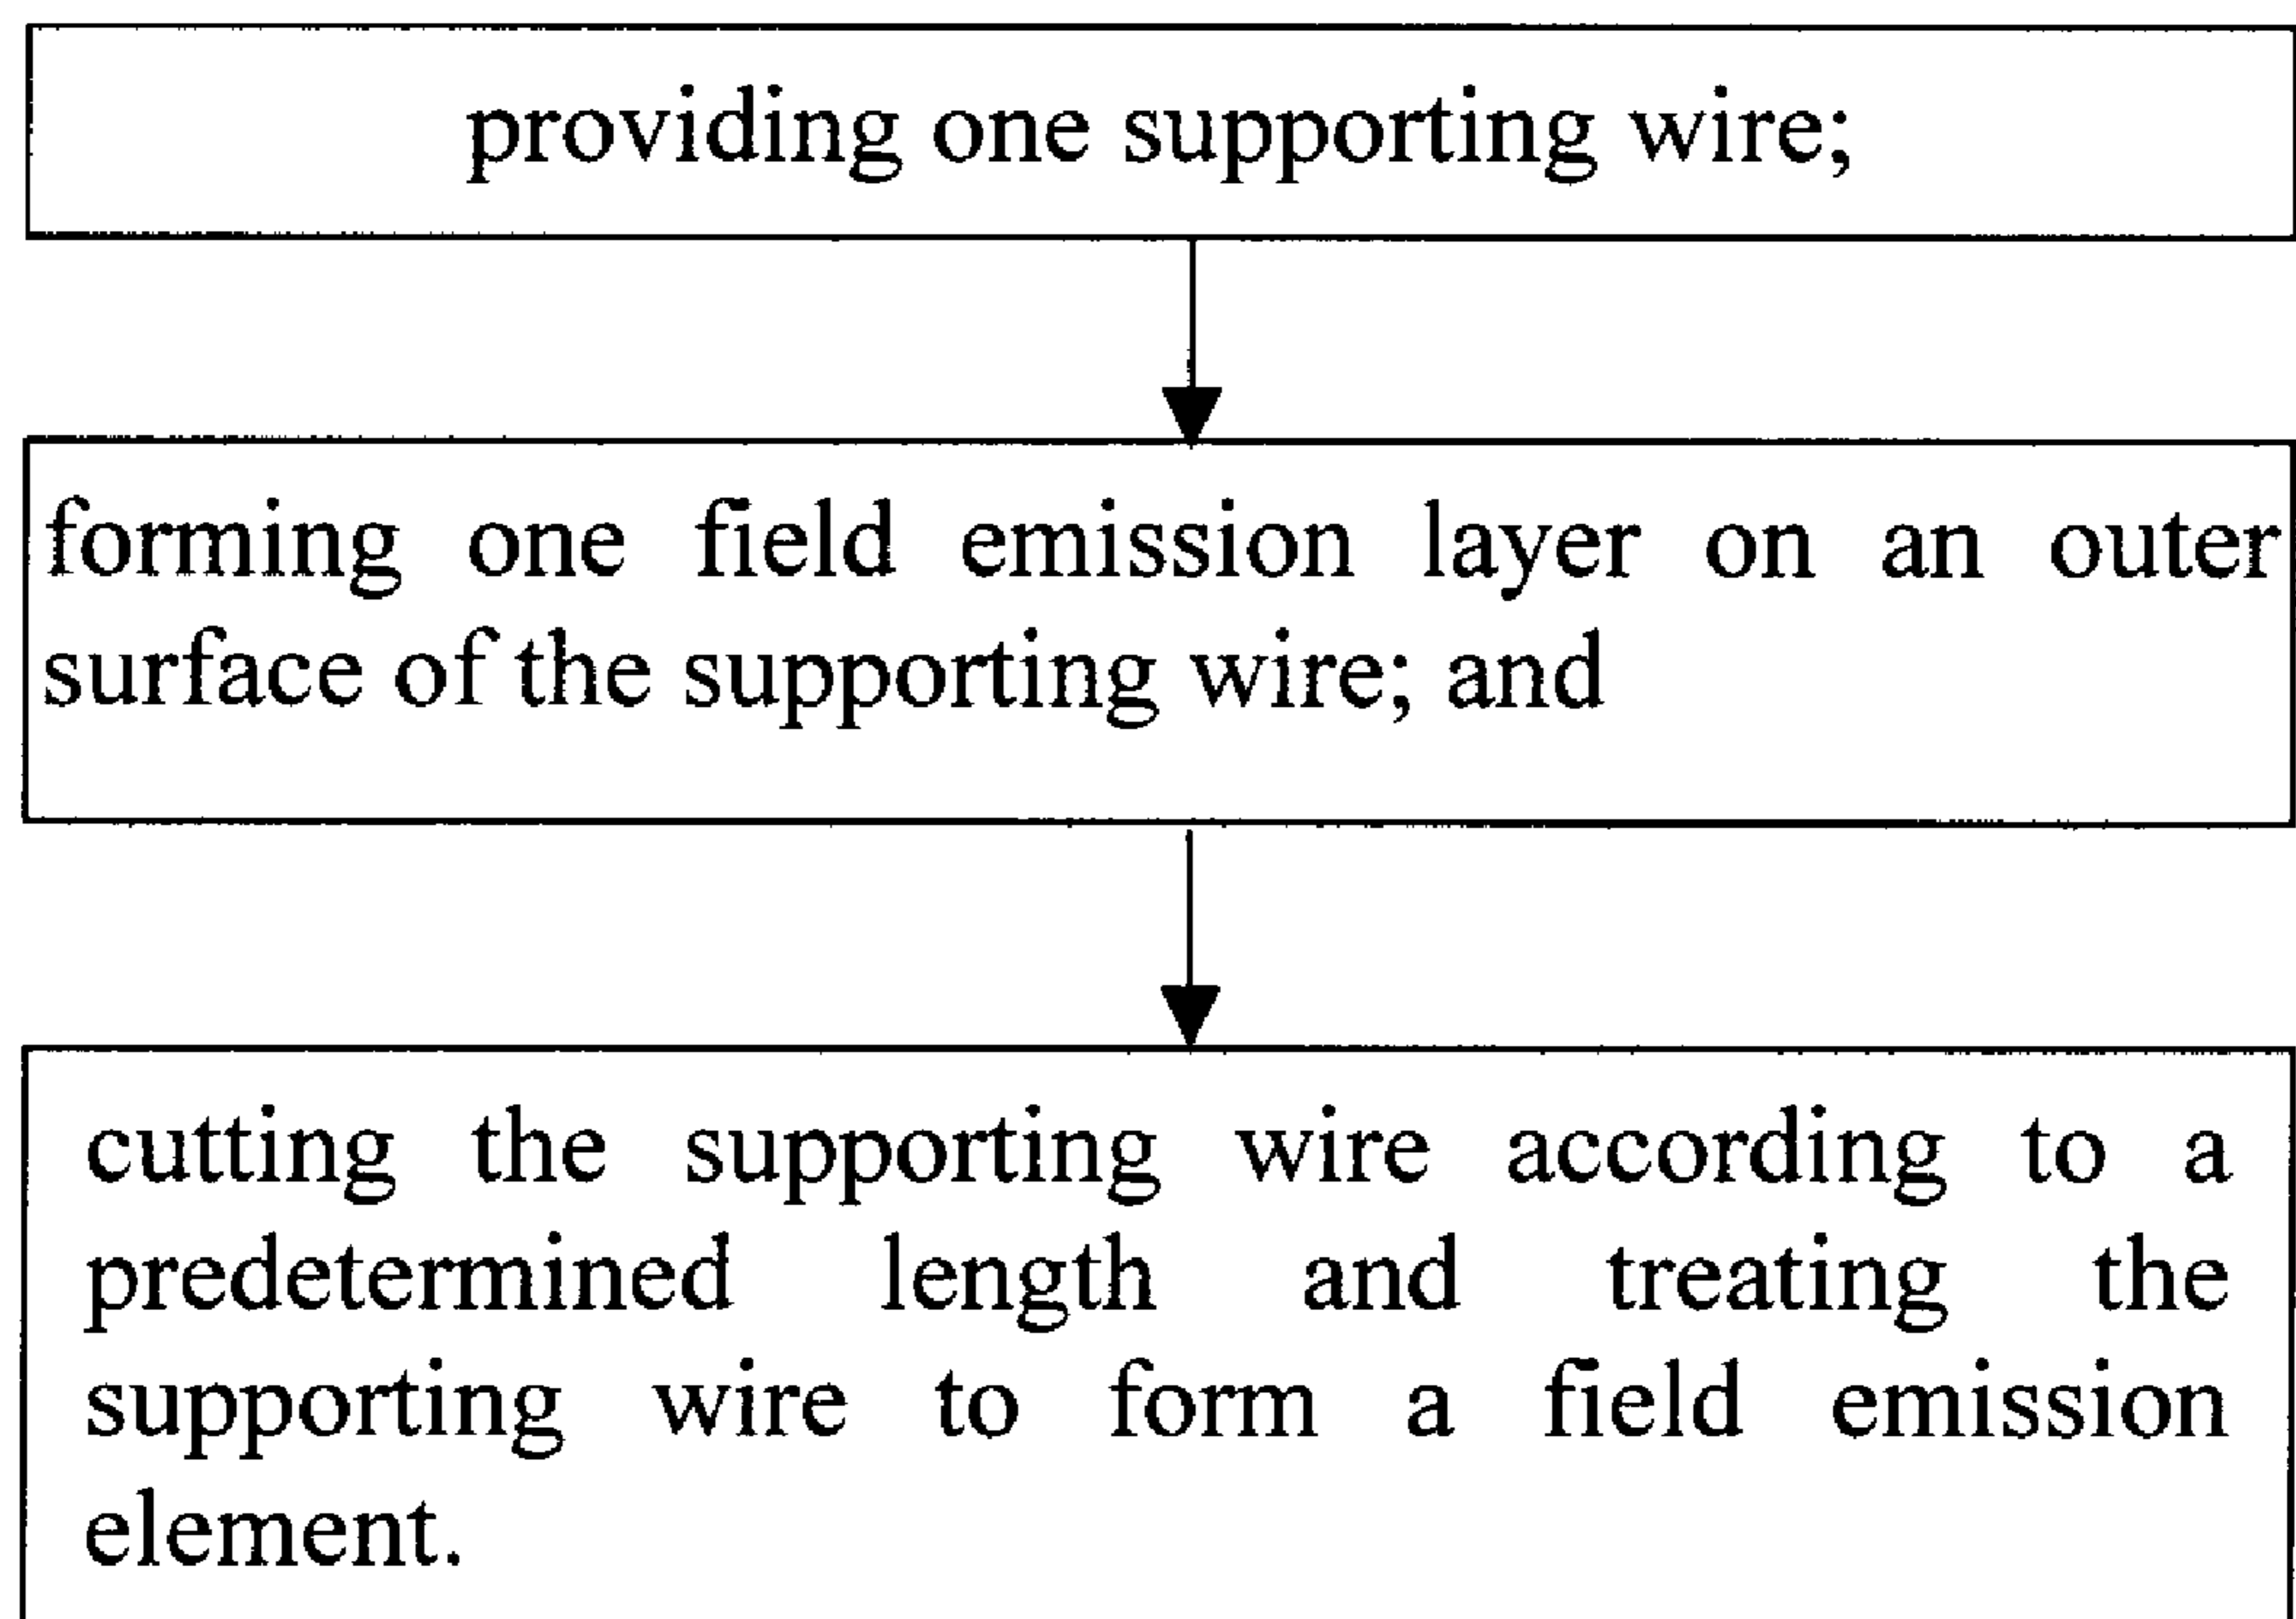 providing one supporting wire;
forming one field emission layer on an outer
surface of the supporting wire; and
cutting the supporting wire according to a
predetermined length and treating the
supporting wire to form a field emission
element.